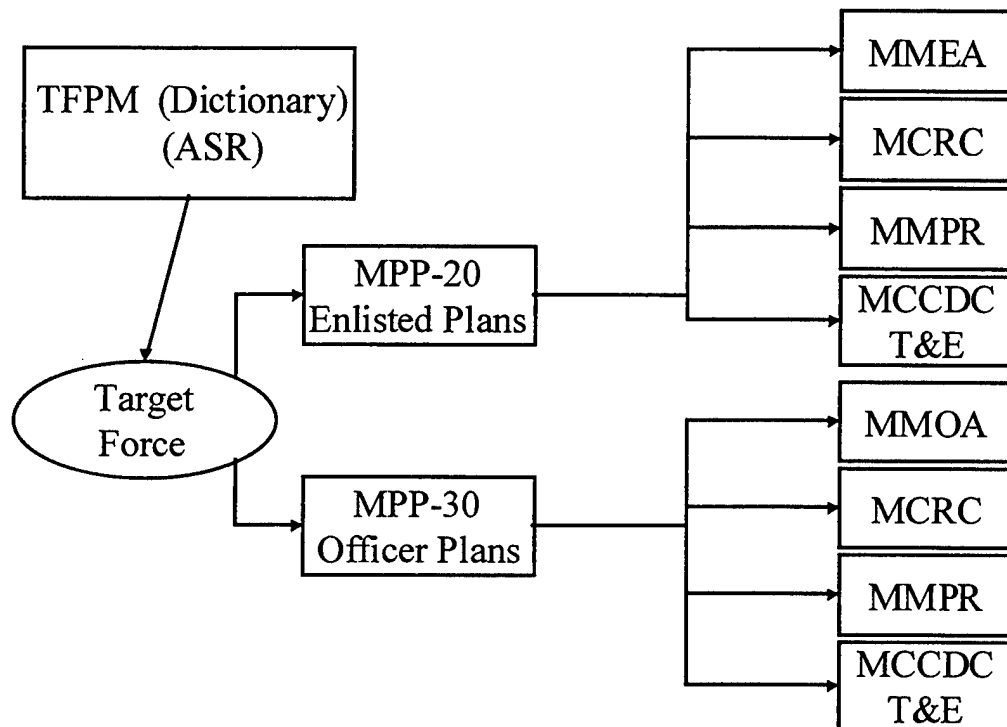 TFPM (Dictionary)
(ASR)
Target
Force
MPP-20
Enlisted Plans
MPP-30
Officer Plans
MMEA
MCRC
MMPR
MCCDC
T&E
MMOA
MCRC
MMPR
MCCDC
T&E